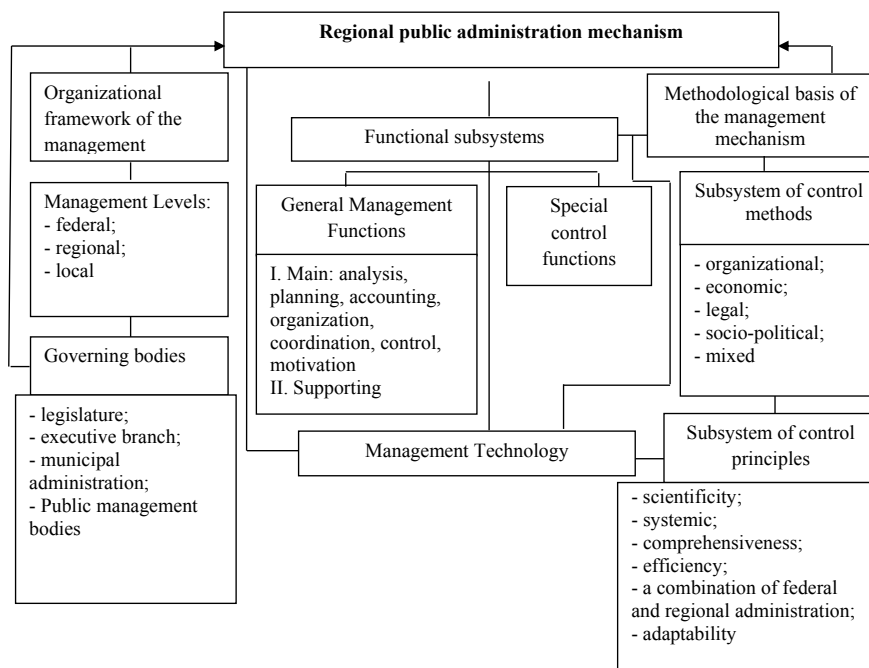 Regional public administration mechanism
Organizational
framework of the
management
Management Levels:
- federal;
- regional;
- local
Governing bodies
- legislature;
- executive branch;
- municipal
administration;
- Public management
bodies
Functional subsystems
General Management
Functions
I. Main: analysis,
planning, accounting,
organization,
coordination, control,
motivation
II. Supporting
Special
control
functions
Management Technology
Methodological basis of
the management
mechanism
Subsystem of control
methods
- organizational;
- economic;
- legal;
- socio-political;
- mixed
Subsystem of control
principles
- scientificity;
- systemic;
- comprehensiveness;
- efficiency;
- a combination of federal
and regional administration;
- adaptability